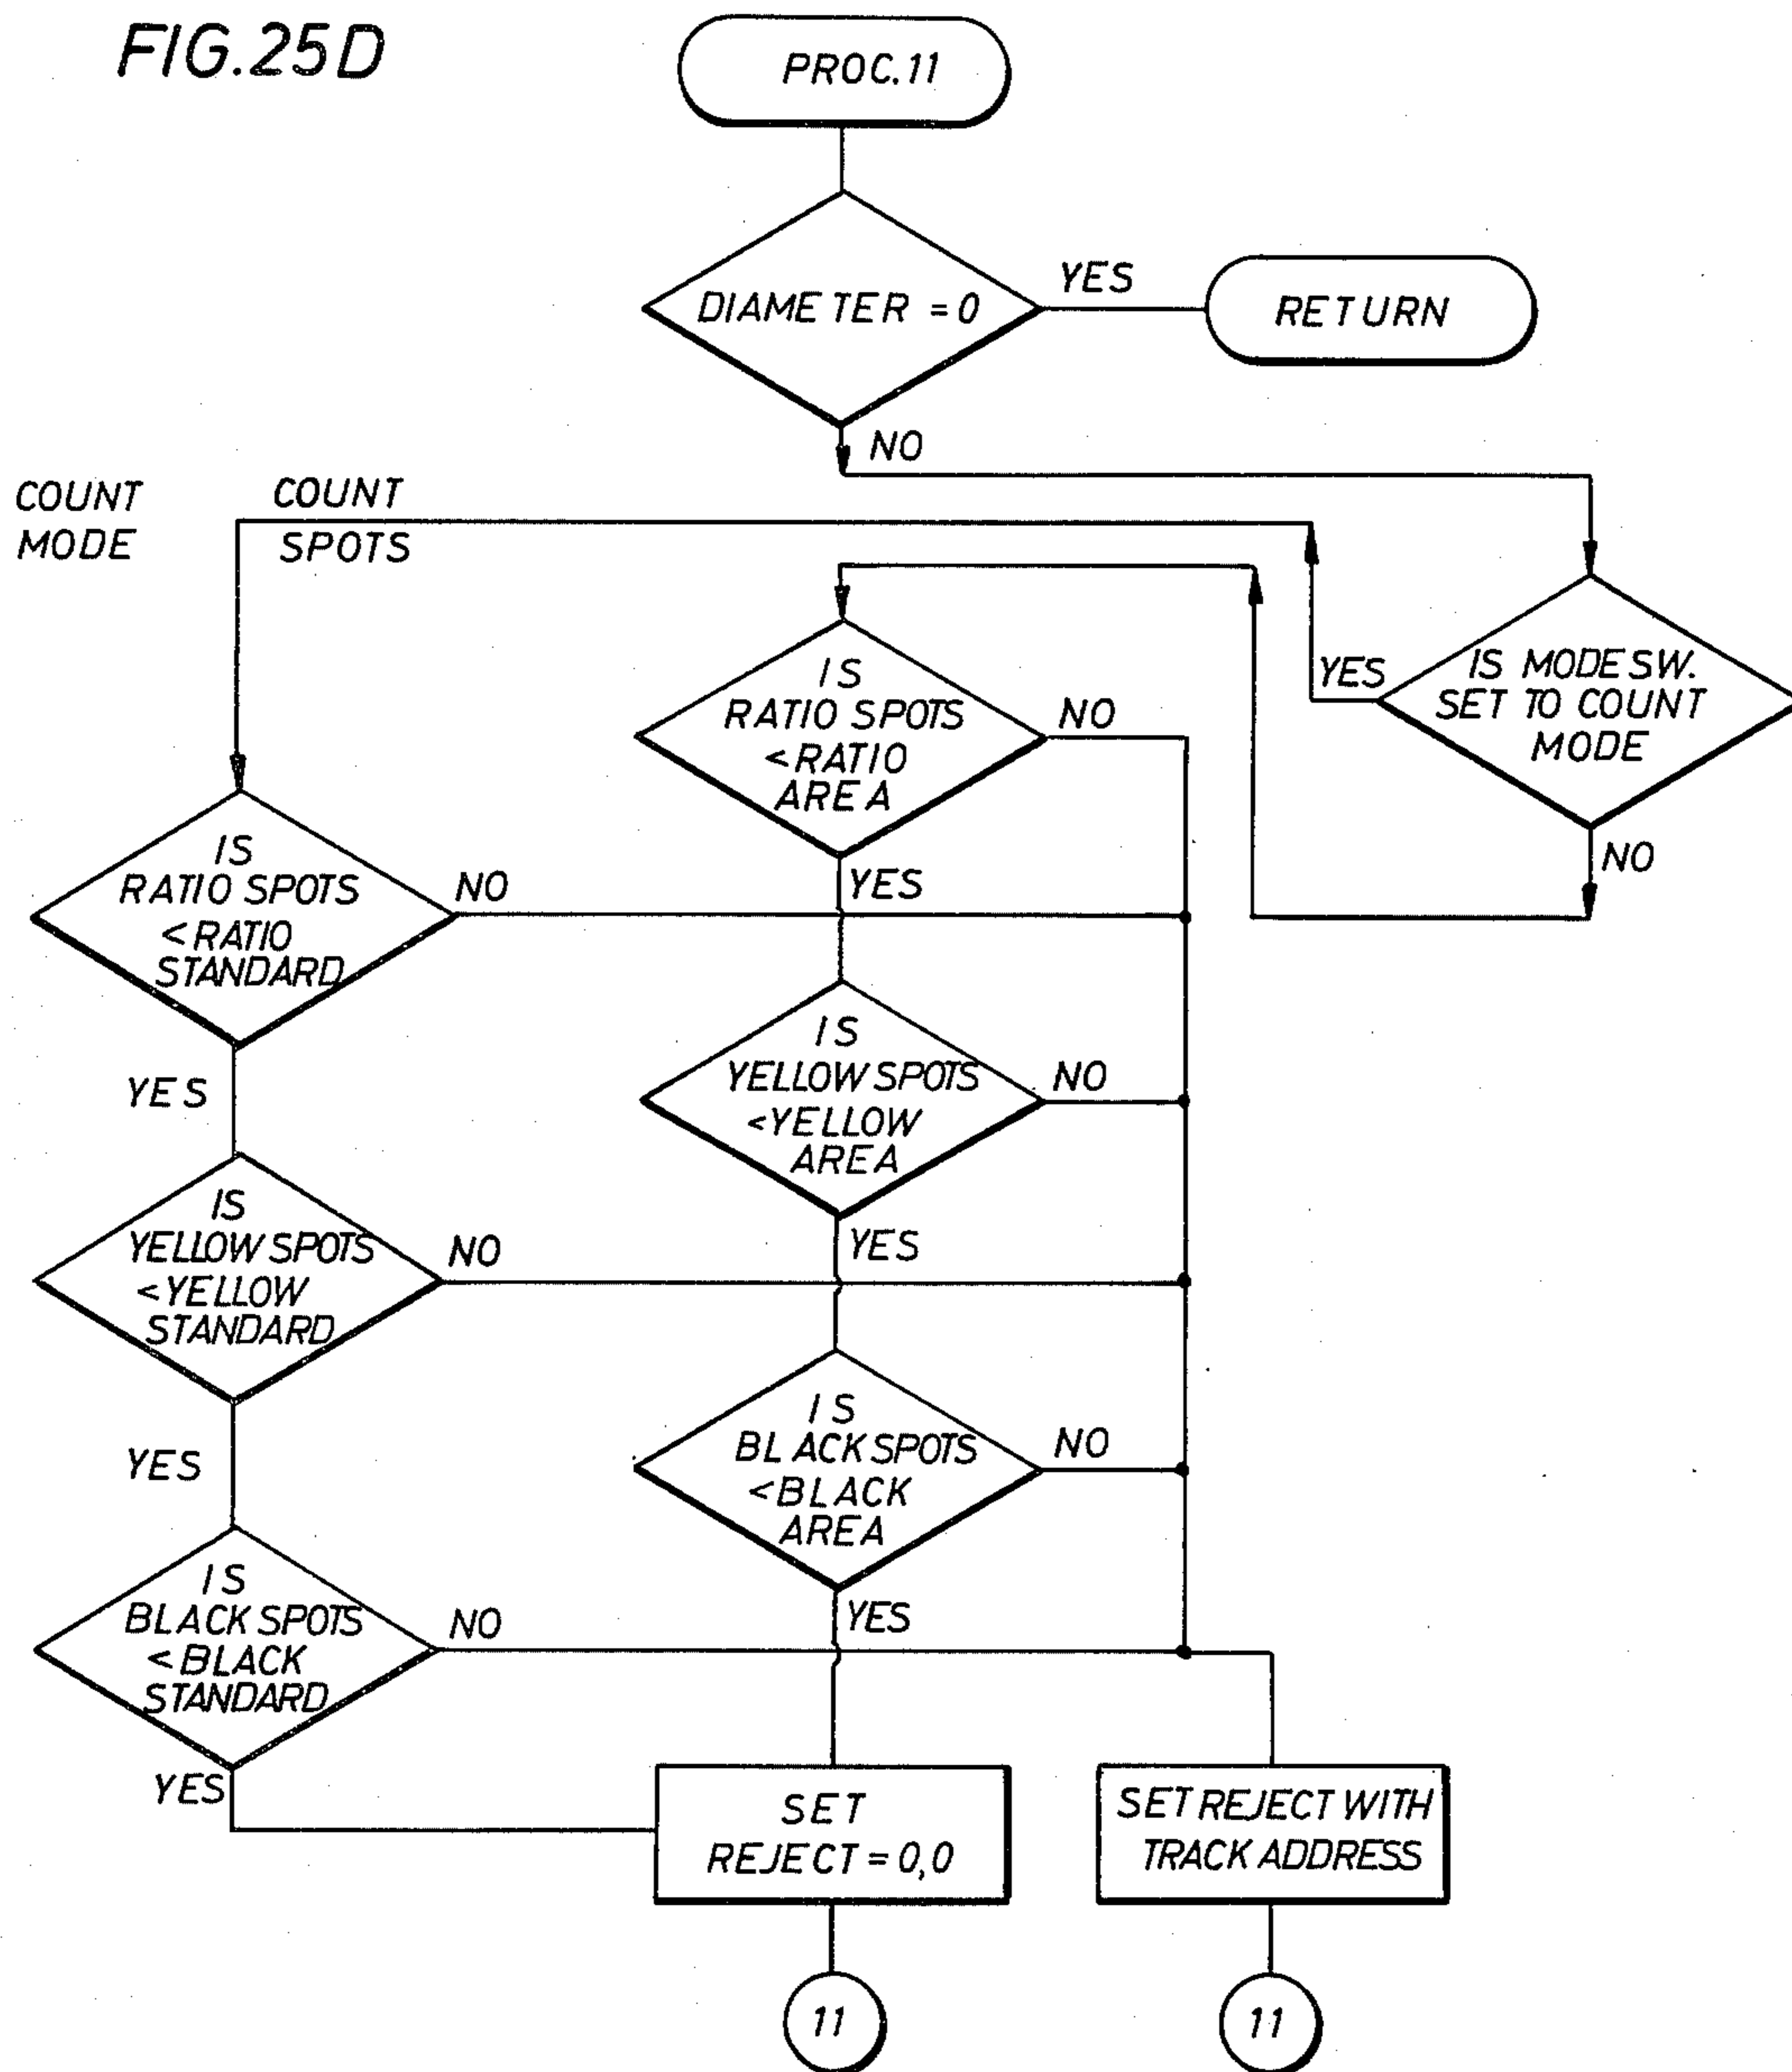 FIG.25D
PROC.11
DIAMETER = 0
YES
RETURN
NO
COUNT
MODE
COUNT
SPOTS
IS MODE SW.
SET TO COUNT
MODE
YES
NO
IS
RATIO SPOTS
<RATIO
AREA
NO
YES
IS
RATIO SPOTS
<RATIO
STANDARD
NO
YES
IS
YELLOW SPOTS
<YELLOW
AREA
NO
YES
IS
YELLOW SPOTS
<YELLOW
STANDARD
NO
YES
IS
BLACK SPOTS
<BLACK
AREA
NO
YES
IS
BLACK SPOTS
<BLACK
STANDARD
NO
YES
SET
REJECT = 0,0
SET REJECT WITH
TRACK ADDRESS
11
11